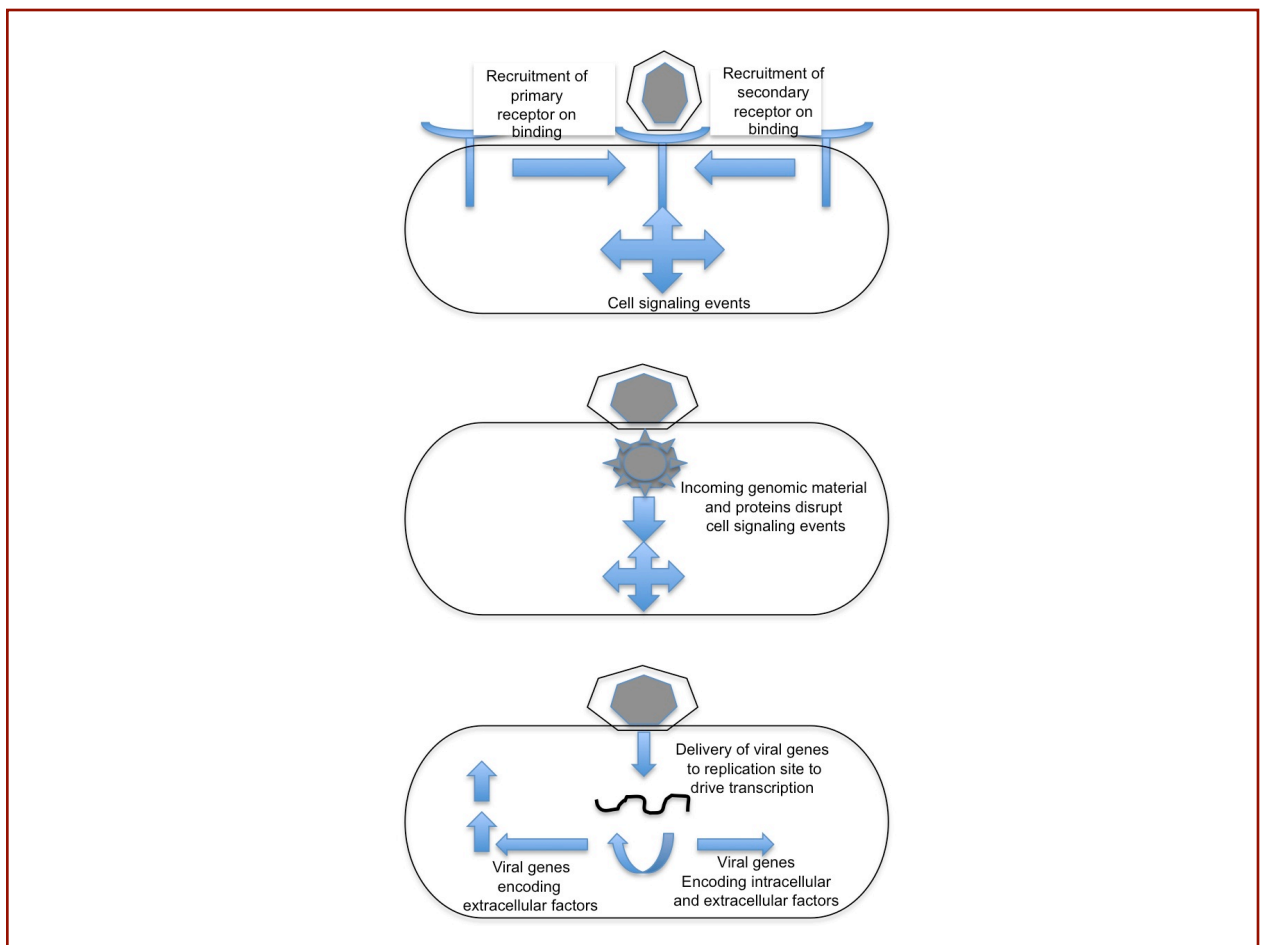 Recruitment of
primary
receptor on
binding
Recruitment of
secondary
receptor on
binding
Cell signaling events
Incoming genomic material
and proteins disrupt
cell signaling events
Delivery of viral genes
to replication site to
drive transcription
Viral genes
encoding
extracellular factors
Viral genes
Encoding intracellular
and extracellular factors